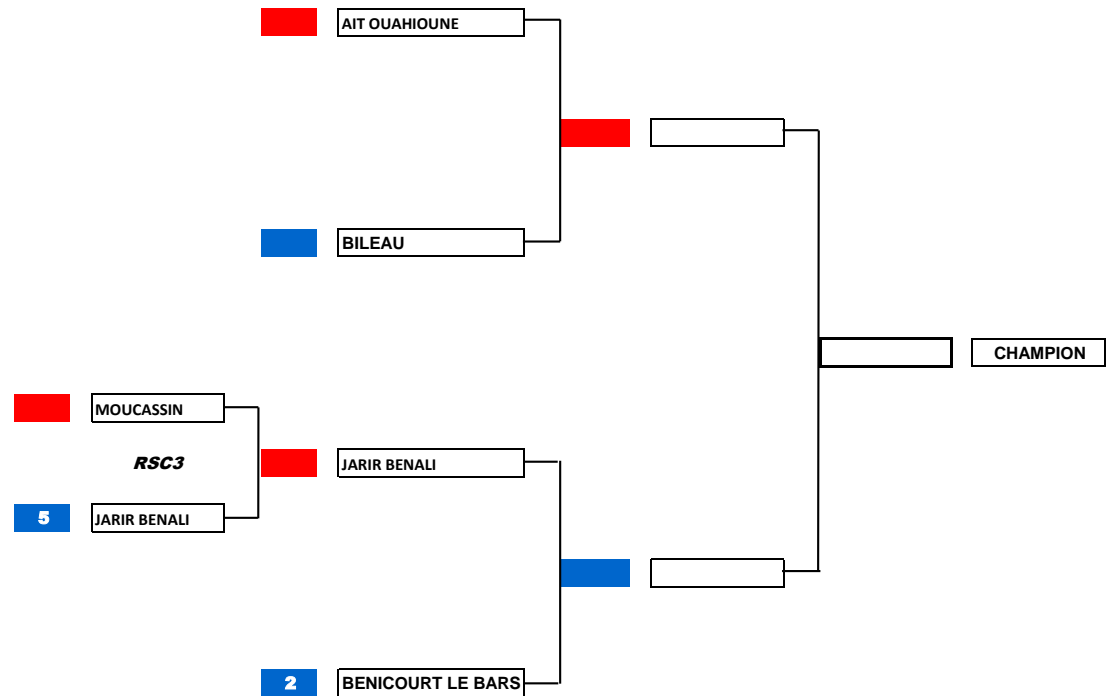 AIT OUAHIOUNE
BILEAU
CHAMPION
MOUCASSIN
RSC3
JARIR BENALI
5
JARIR BENALI
2
BENICOURT LE BARS